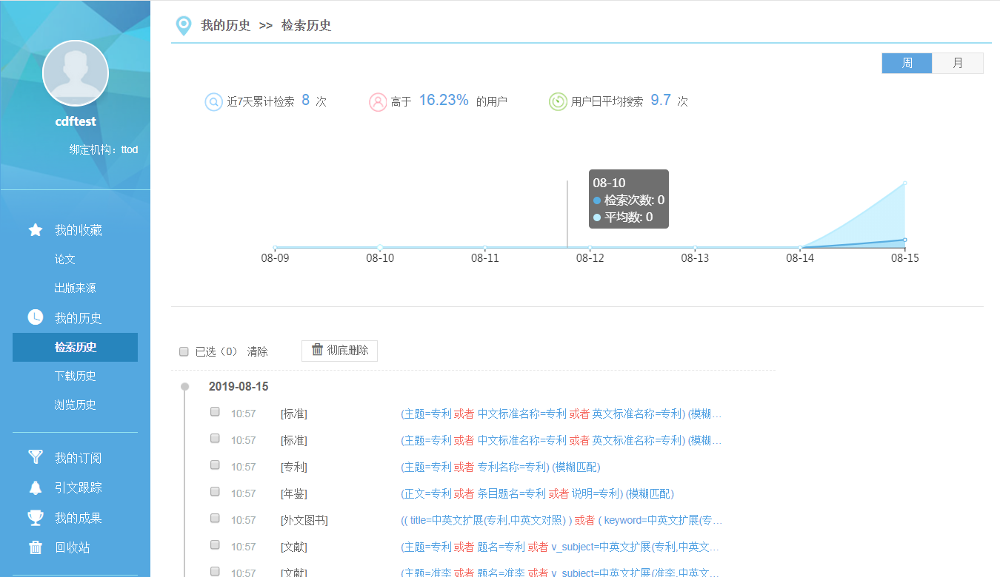 cdftest
绑定机构：ttod
我的收藏
论文
出版来源
我的历史
检索历史
下载历史
浏览历史
我的订阅
引文跟踪
我的成果
回收站
我的历史 >> 检索历史
周 月
近7天累计检索 8 次 高于 16.23% 的用户 用户日平均搜索 9.7 次
08-10
检索次数: 0
平均数: 0
08-09 08-10 08-11 08-12 08-13 08-14 08-15
已选（0） 清除 彻底删除
2019-08-15
10:57 [标准] (主题=专利 或者 中文标准名称=专利 或者 英文标准名称=专利) (模糊...
10:57 [标准] (主题=专利 或者 中文标准名称=专利 或者 英文标准名称=专利) (模糊...
10:57 [专利] (主题=专利 或者 专利名称=专利) (模糊匹配)
10:57 [年鉴] (正文=专利 或者 条目题名=专利 或者 说明=专利) (模糊匹配)
10:57 [外文图书] (( title=中英文扩展(专利,中英文对照) ) 或者 ( keyword=中英文扩展(专...
10:57 [文献] (主题=专利 或者 题名=专利 或者 v_subject=中英文扩展(专利,中英文...
10:57 [文献] (主题=准李 或者 题名=准李 或者 v_subject=中英文扩展(准李,中英文...